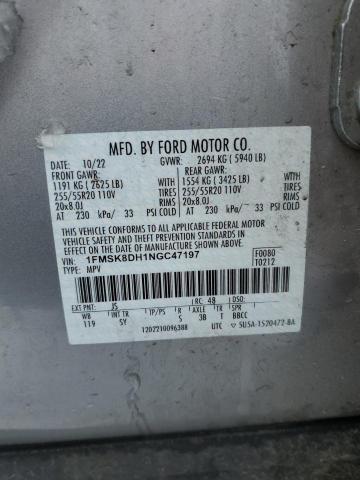 MFD. BY FORD MOTOR CO.
10/22
GVWR: 2694 KG ( 5940 LB)
FRONT GAWR:
REAR GAWR:
1191 KG ( 2625 LB)
WITH
1554 KG ( 3425 LB)
WITH
255/55R20 110V
TIRES
255/55R20 110V
TIRES
20x8.0J
RIMS
20x8.0J
RIMS
AT 230 kPa/ 33 PSI COLD
AT 230 kPa/ 33 PSI COLD
THIS VEHICLE CONFORMS TO ALL APPLICABLE FEDERAL MOTOR
VEHICLE SAFETY AND THEFT PREVENTION STANDARDS IN EFFECT ON
THE DATE OF MANUFACTURE SHOWN ABOVE.
VIN: 1FMSK8DH1NGC47197
F0080
TYPE: MPV
T0212
EXT PNT: JS
RC: 48
DSO:
WB
INT TR
TP/PS
R
AXLE
TR
SPR
119
SY
S
3B
T
BBCC
1202210096388
UTC
5U5A-1520472-BA